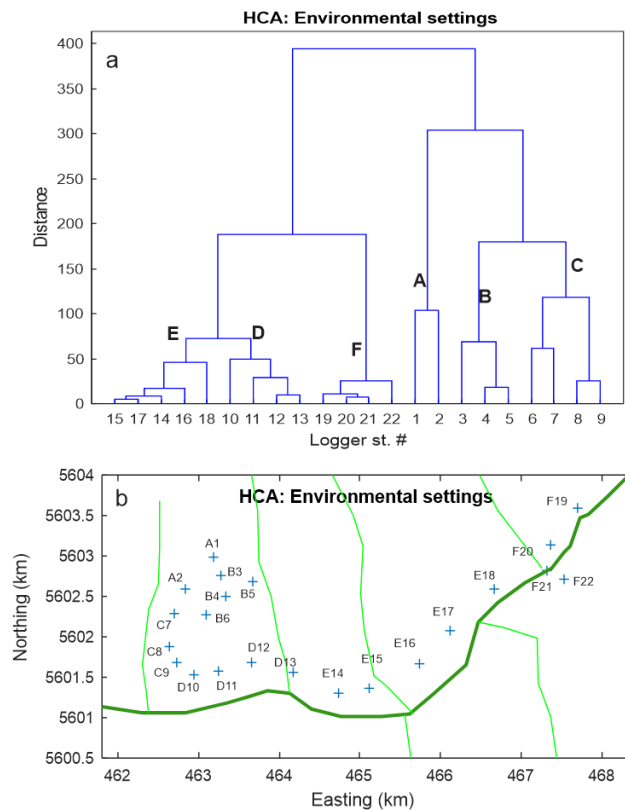 HCA: Environmental settings
a
400
350
300
250
200
150
100
50
0
Distance
A
B
C
D
E
F
15 17 14 16 18 10 11 12 13 19 20 21 22 1 2 3 4 5 6 7 8 9
Logger st. #
b
HCA: Environmental settings
5604
5603.5
5603
5602.5
5602
5601.5
5601
5600.5
Northing (km)
F19
F20
F21
F22
A1
A2
B3
B4
B5
B6
C7
C8
C9
D10
D11
D12
D13
E14
E15
E16
E17
E18
462 463 464 465 466 467 468
Easting (km)